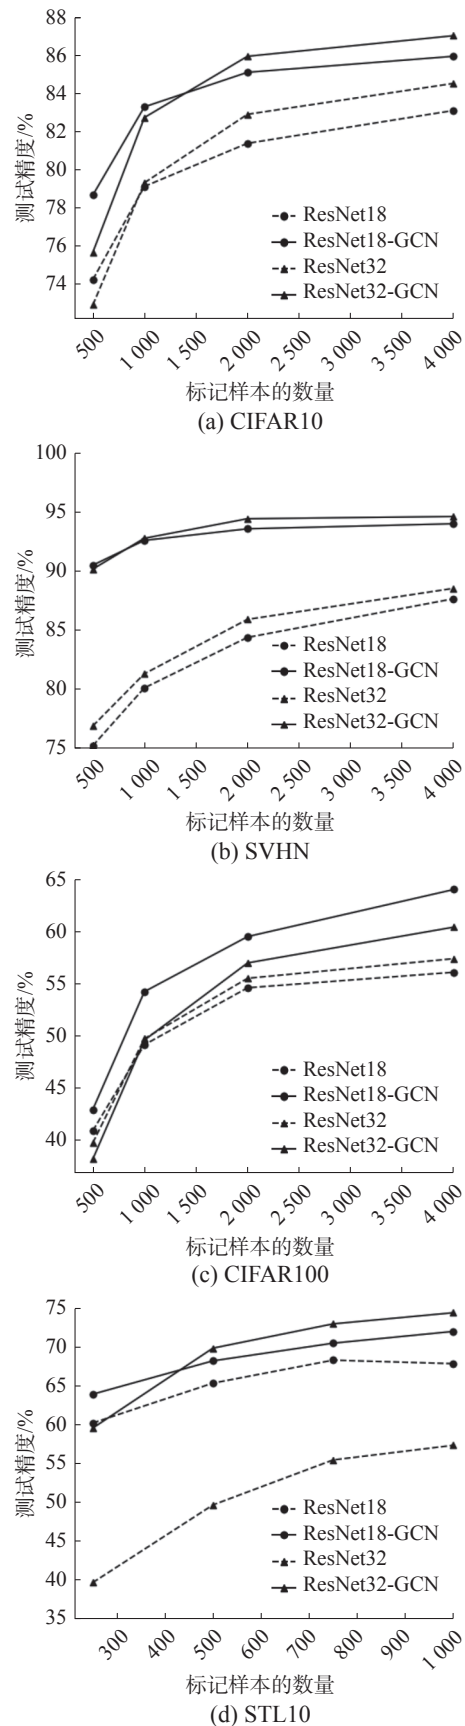 88
86
84
82
80
78
76
74
测试精度/%
ResNet18
ResNet18-GCN
ResNet32
ResNet32-GCN
500
1 000
1 500
2 000
2 500
3 000
3 500
4 000
标记样本的数量
(a) CIFAR10
100
95
90
85
80
75
测试精度/%
ResNet18
ResNet18-GCN
ResNet32
ResNet32-GCN
500
1 000
1 500
2 000
2 500
3 000
3 500
4 000
标记样本的数量
(b) SVHN
65
60
55
50
45
40
测试精度/%
ResNet18
ResNet18-GCN
ResNet32
ResNet32-GCN
500
1 000
1 500
2 000
2 500
3 000
3 500
4 000
标记样本的数量
(c) CIFAR100
75
70
65
60
55
50
45
40
35
测试精度/%
ResNet18
ResNet18-GCN
ResNet32
ResNet32-GCN
300
400
500
600
700
800
900
1 000
标记样本的数量
(d) STL10